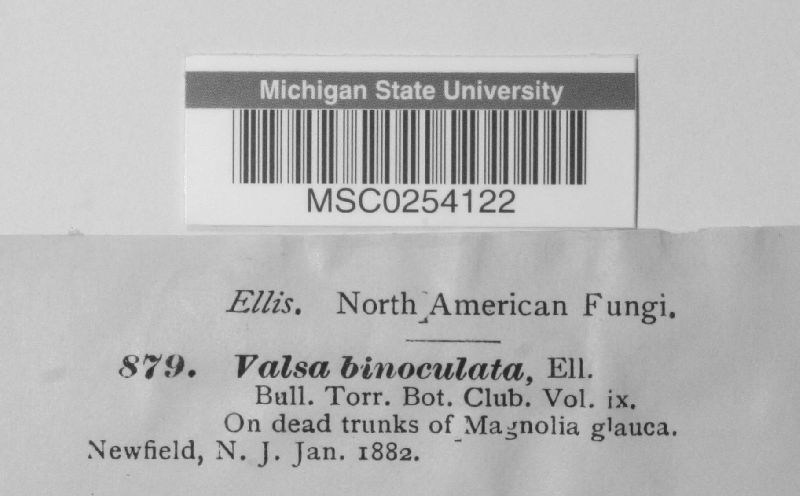 Michigan State University
MSC0254122
Ellis. North American Fungi.
879. Valsa binoculata, Ell.
Bull. Torr. Bot. Club. Vol. ix.
On dead trunks of Magnolia glauca.
Newfield, N. J. Jan. 1882.